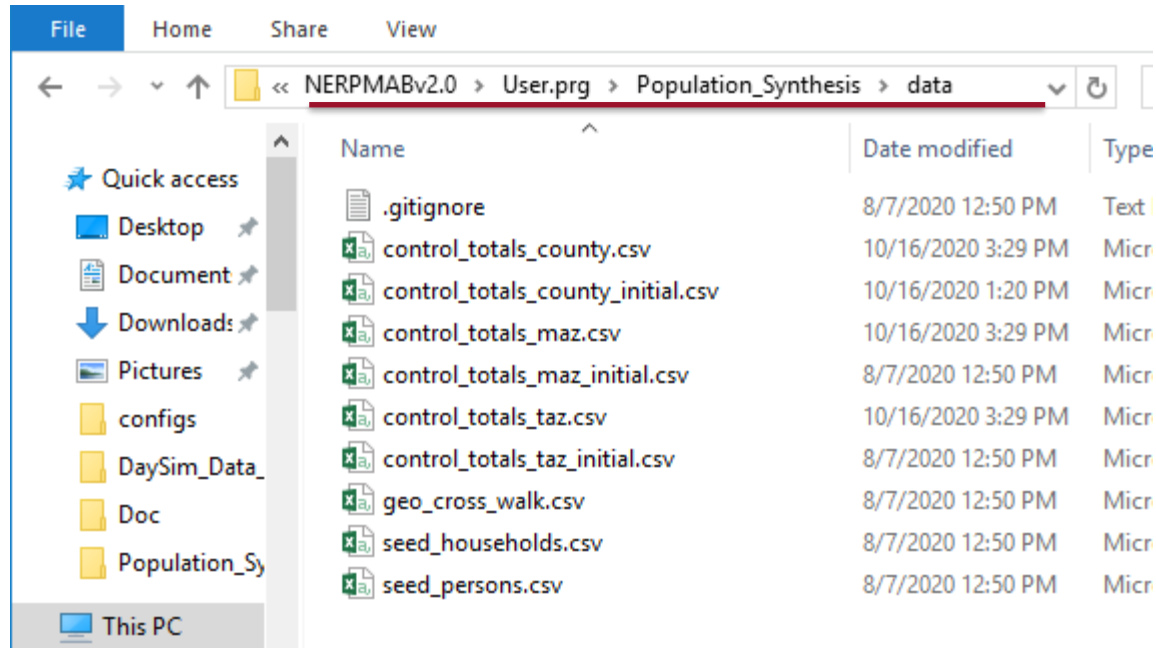 File Home Share View
« NERPMABv2.0 > User.prg > Population_Synthesis > data
Name Date modified Type
Quick access
.gitignore 8/7/2020 12:50 PM Text
Desktop
control_totals_county.csv 10/16/2020 3:29 PM Micr
Document
control_totals_county_initial.csv 10/16/2020 1:20 PM Micr
Downloads
control_totals_maz.csv 10/16/2020 3:29 PM Micr
Pictures
control_totals_maz_initial.csv 8/7/2020 12:50 PM Micr
configs
control_totals_taz.csv 10/16/2020 3:29 PM Micr
DaySim_Data_
control_totals_taz_initial.csv 8/7/2020 12:50 PM Micr
Doc
geo_cross_walk.csv 8/7/2020 12:50 PM Micr
Population_Sy
seed_households.csv 8/7/2020 12:50 PM Micr
seed_persons.csv 8/7/2020 12:50 PM Micr
This PC